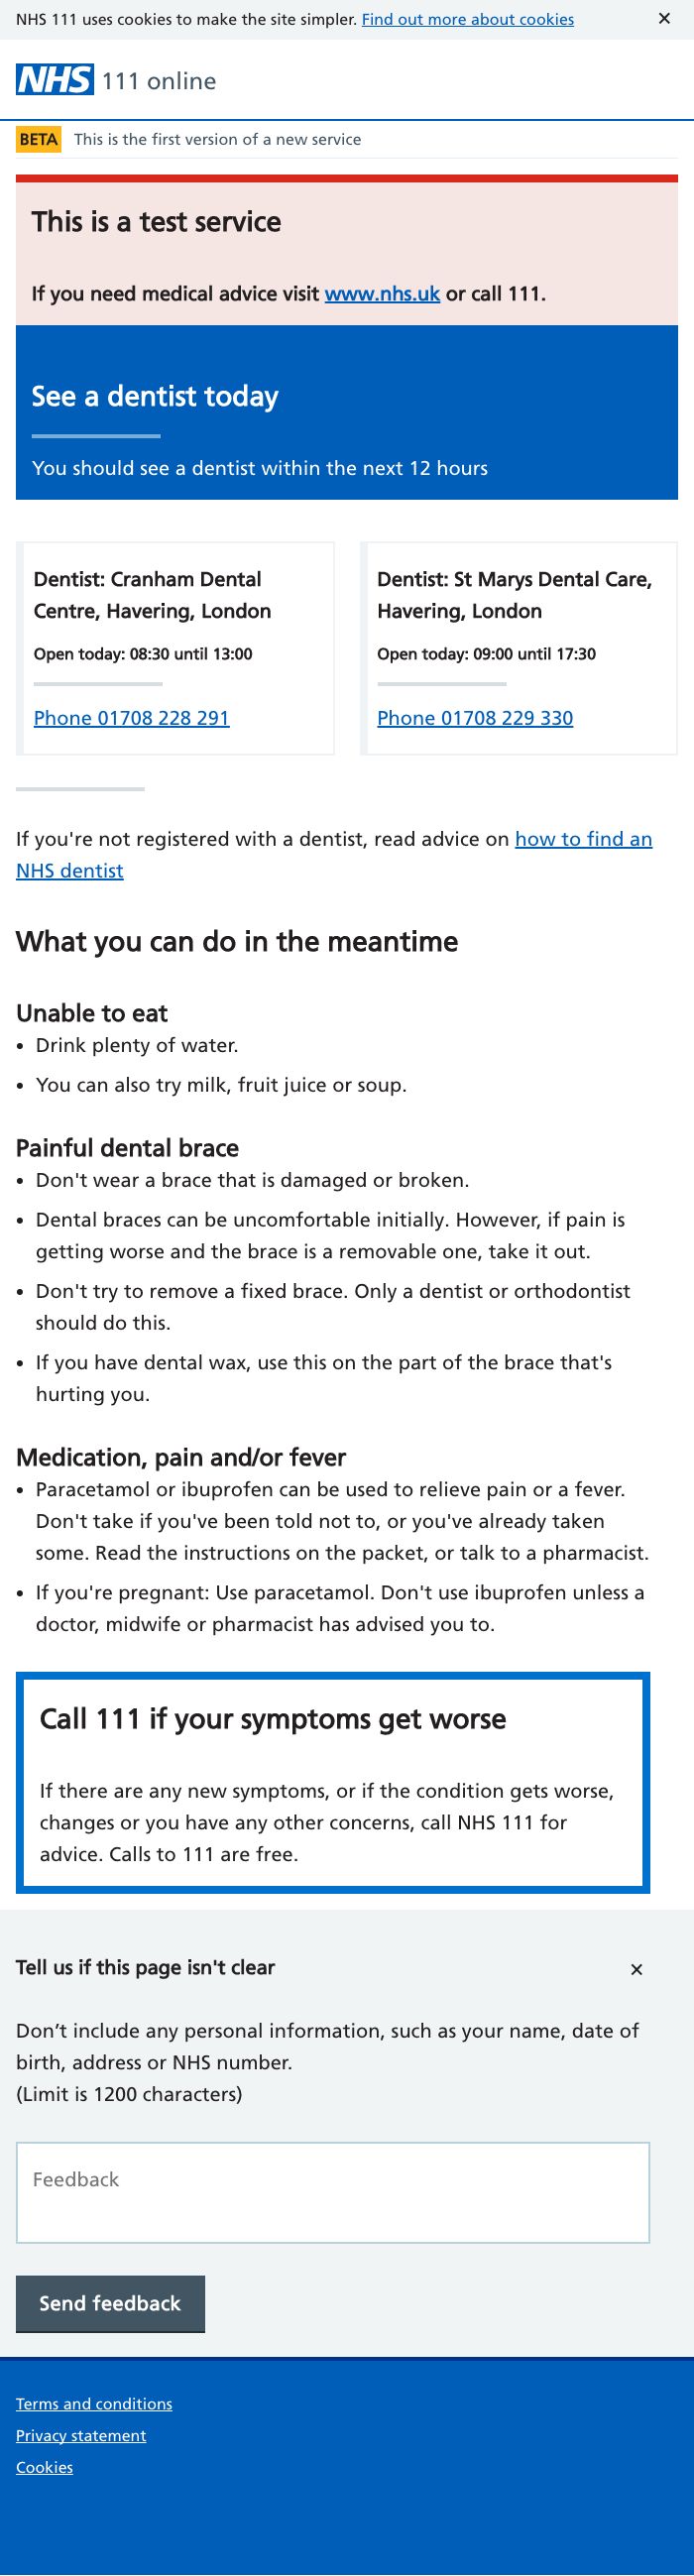 NHS 111 uses cookies to make the site simpler. Find out more about cookies ✕
NHS 111 online
BETA This is the first version of a new service
This is a test service
If you need medical advice visit www.nhs.uk or call 111.
See a dentist today
You should see a dentist within the next 12 hours
Dentist: Cranham Dental
Centre, Havering, London
Open today: 08:30 until 13:00
Phone 01708 228 291
Dentist: St Marys Dental Care,
Havering, London
Open today: 09:00 until 17:30
Phone 01708 229 330
If you're not registered with a dentist, read advice on how to find an
NHS dentist
What you can do in the meantime
Unable to eat
• Drink plenty of water.
• You can also try milk, fruit juice or soup.
Painful dental brace
• Don't wear a brace that is damaged or broken.
• Dental braces can be uncomfortable initially. However, if pain is
getting worse and the brace is a removable one, take it out.
• Don't try to remove a fixed brace. Only a dentist or orthodontist
should do this.
• If you have dental wax, use this on the part of the brace that's
hurting you.
Medication, pain and/or fever
• Paracetamol or ibuprofen can be used to relieve pain or a fever.
Don't take if you've been told not to, or you've already taken
some. Read the instructions on the packet, or talk to a pharmacist.
• If you're pregnant: Use paracetamol. Don't use ibuprofen unless a
doctor, midwife or pharmacist has advised you to.
Call 111 if your symptoms get worse
If there are any new symptoms, or if the condition gets worse,
changes or you have any other concerns, call NHS 111 for
advice. Calls to 111 are free.
Tell us if this page isn't clear ✕
Don’t include any personal information, such as your name, date of
birth, address or NHS number.
(Limit is 1200 characters)
Feedback
Send feedback
Terms and conditions
Privacy statement
Cookies